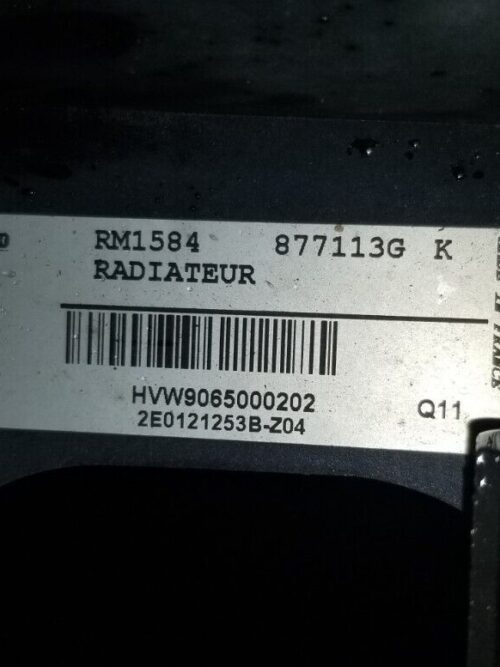 RM1584 877113G K
RADIATEUR
HVW9065000202
2E0121253B-Z04
Q11